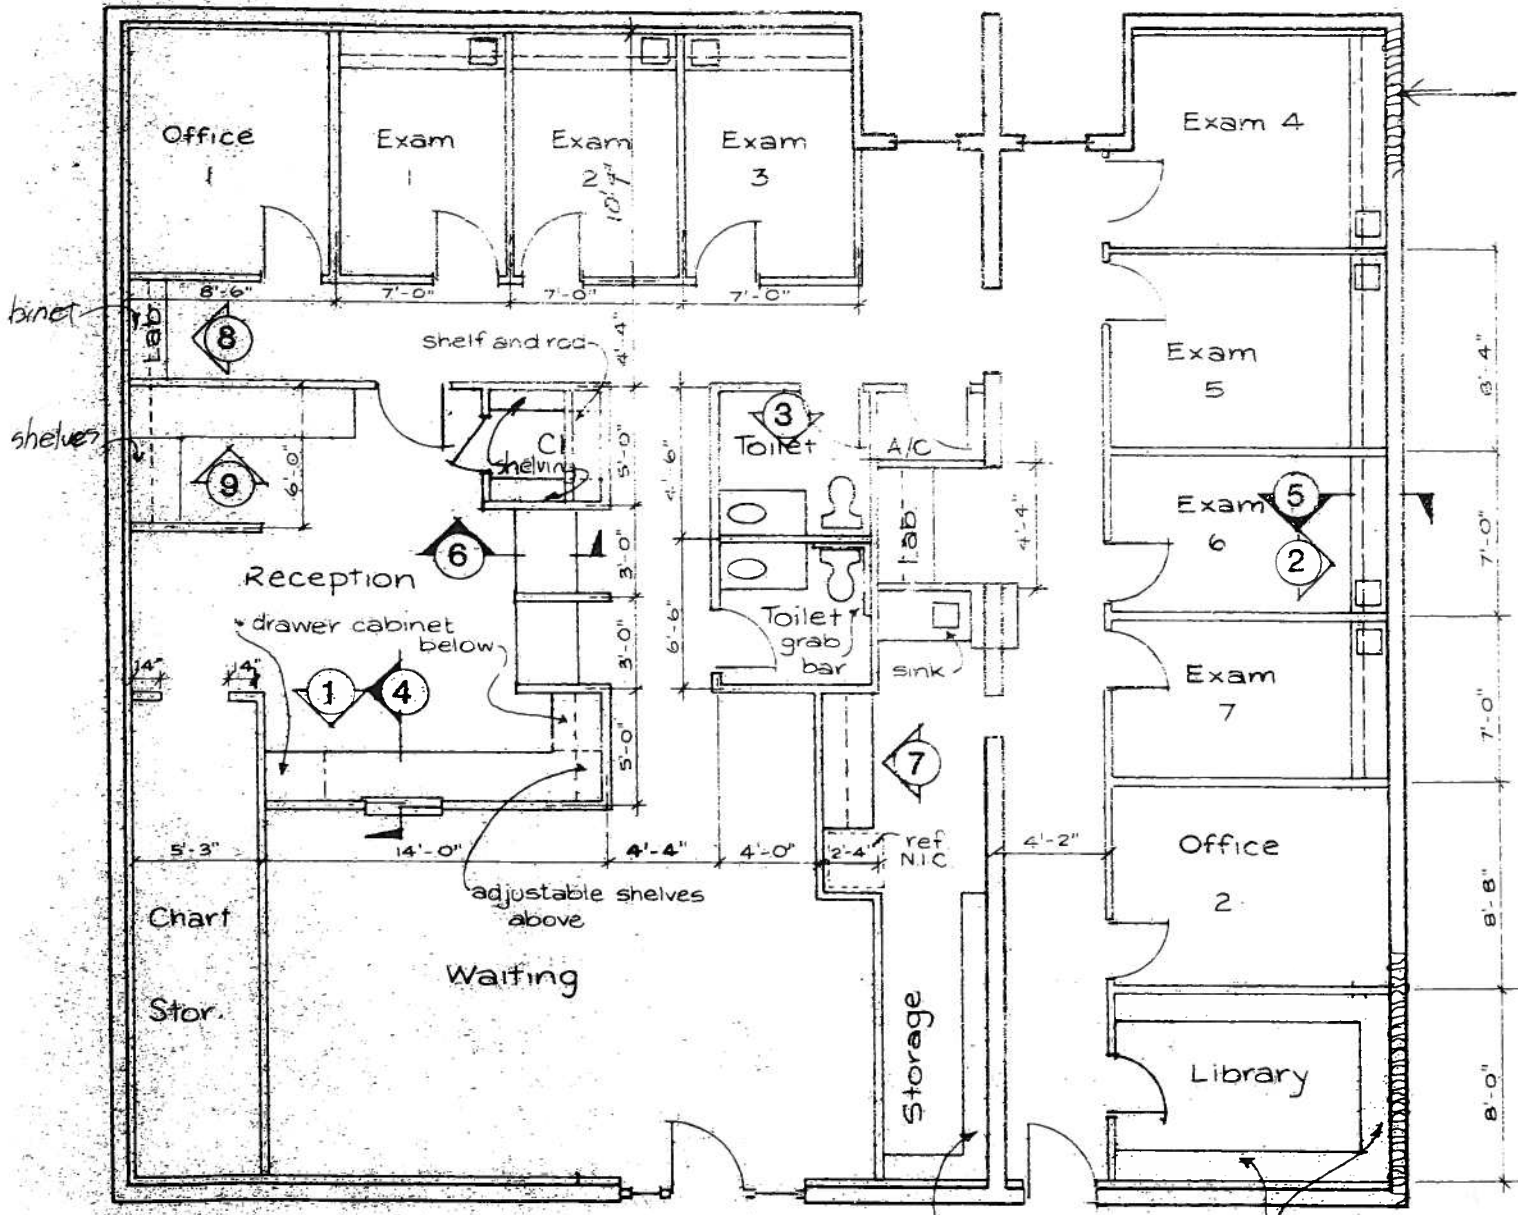 Office
1
Exam
1
Exam
2
10'-9"
Exam
3
Exam 4
8'-6"
7'-0"
7'-0"
7'-0"
binet
Lab
8
shelf and rod
4'-4"
Exam
5
8'-4"
shelves
9
6'-0"
Cl
shelving
5'-0"
4'-6"
3
Toilet
A/C
Lab
4'-4"
Exam
6
5
2
7'-0"
6
3'-0"
Reception
drawer cabinet
below
3'-0"
6'-6"
Toilet
grab
bar
sink
Exam
7
7'-0"
14"
14"
1
4
5'-0"
7
5'-3"
14'-0"
4'-4"
4'-0"
2'-4"
ref
N.I.C.
4'-2"
Office
2
8'-8"
adjustable shelves
above
Chart
Stor.
Waiting
Storage
Library
8'-0"